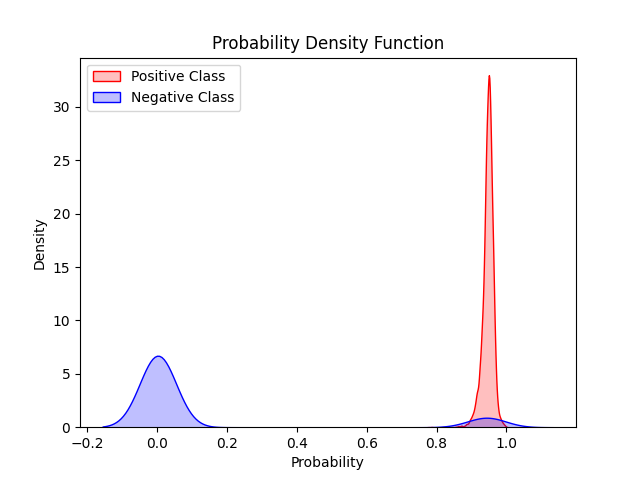 Probability Density Function
Positive Class
Negative Class
30
25
20
15
10
5
0
Density
−0.2
0.0
0.2
0.4
0.6
0.8
1.0
Probability